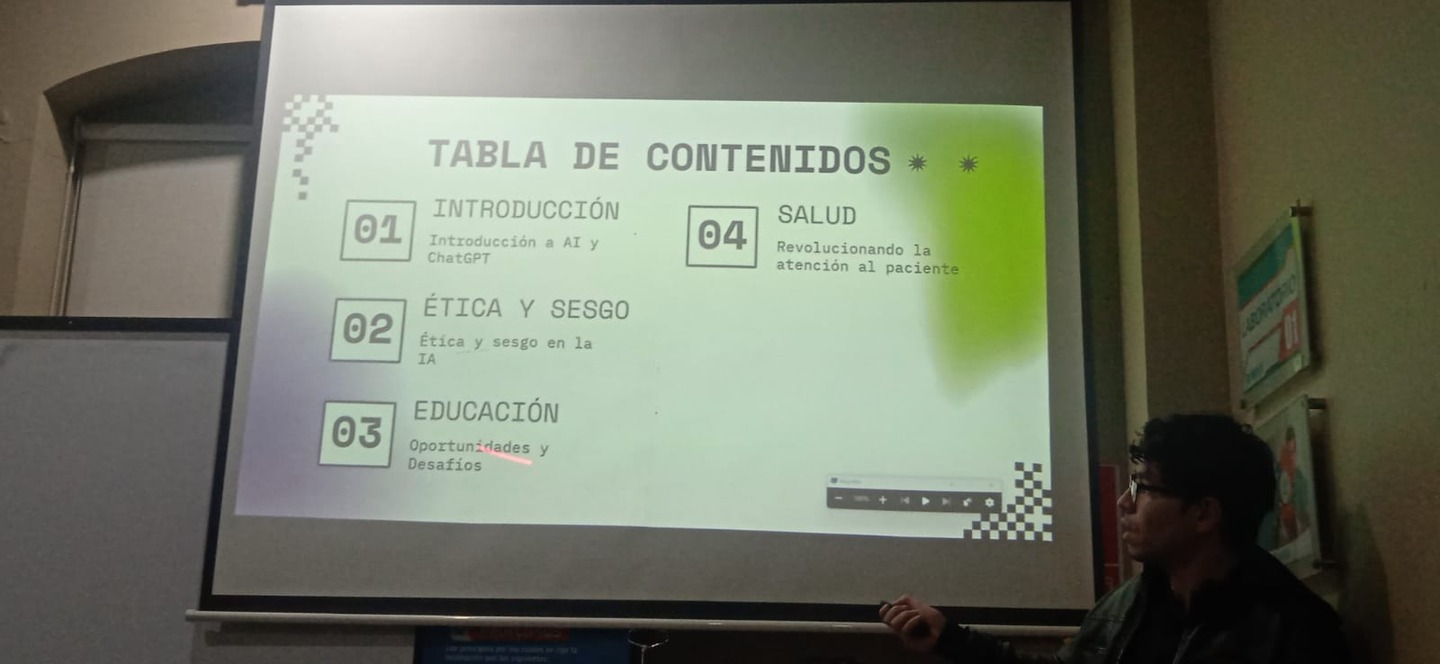 TABLA DE CONTENIDOS
01
INTRODUCCIÓN
Introducción a AI y
ChatGPT
02
ÉTICA Y SESGO
Ética y sesgo en la
IA
03
EDUCACIÓN
Oportunidades y
Desafíos
04
SALUD
Revolucionando la
atención al paciente
LABORATORIO
01